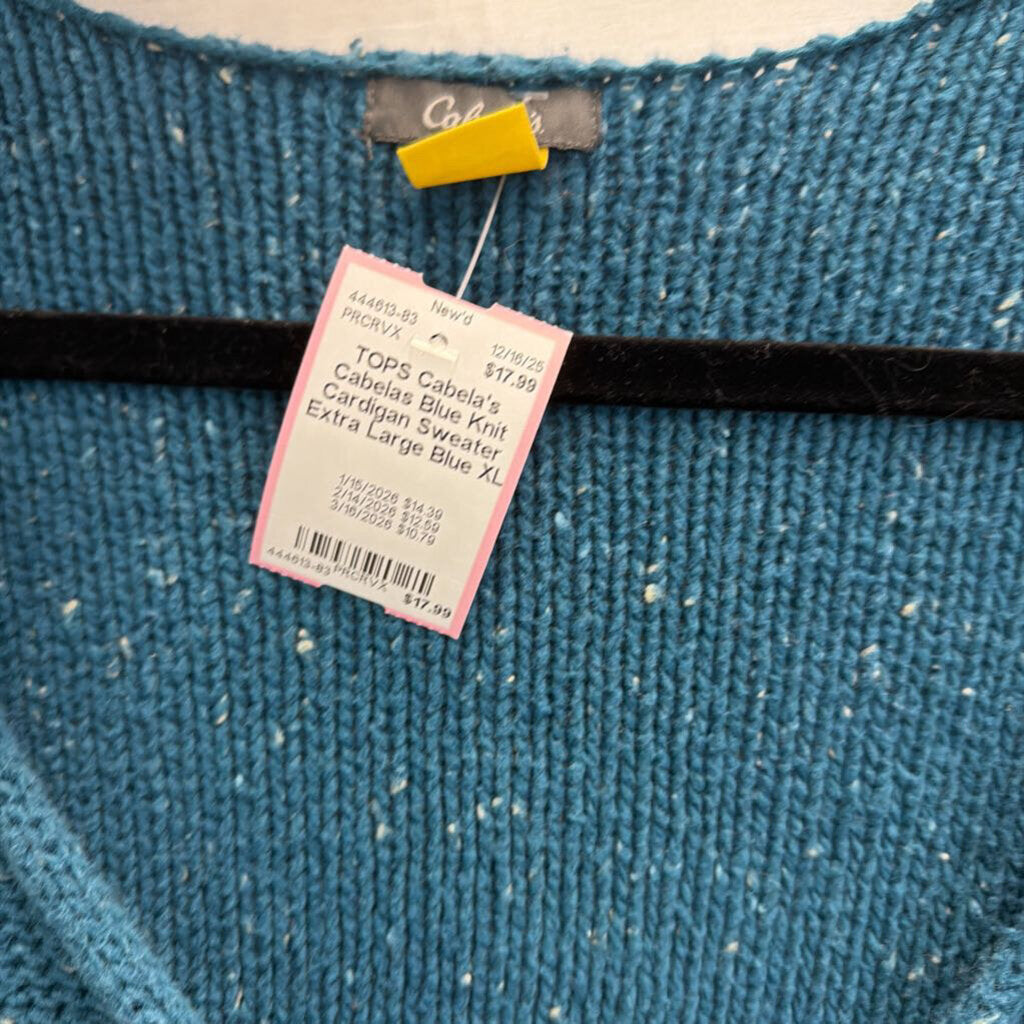 New'd
444613-83
PRCRVX
12/16/25
$17.99
TOPS Cabela's
Cabelas Blue Knit
Cardigan Sweater
Extra Large Blue XL
1/15/2026 $14.39
2/14/2026 $12.59
3/16/2026 $10.79
444613-83 PRCRVX
$17.99